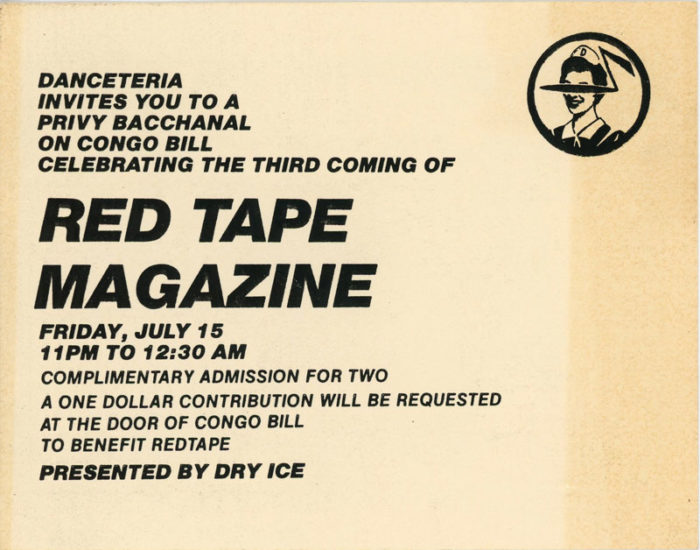 DANCETERIA
INVITES YOU TO A
PRIVY BACCHANAL
ON CONGO BILL
CELEBRATING THE THIRD COMING OF
RED TAPE
MAGAZINE
FRIDAY, JULY 15
11PM TO 12:30 AM
COMPLIMENTARY ADMISSION FOR TWO
A ONE DOLLAR CONTRIBUTION WILL BE REQUESTED
AT THE DOOR OF CONGO BILL
TO BENEFIT REDTAPE
PRESENTED BY DRY ICE
D